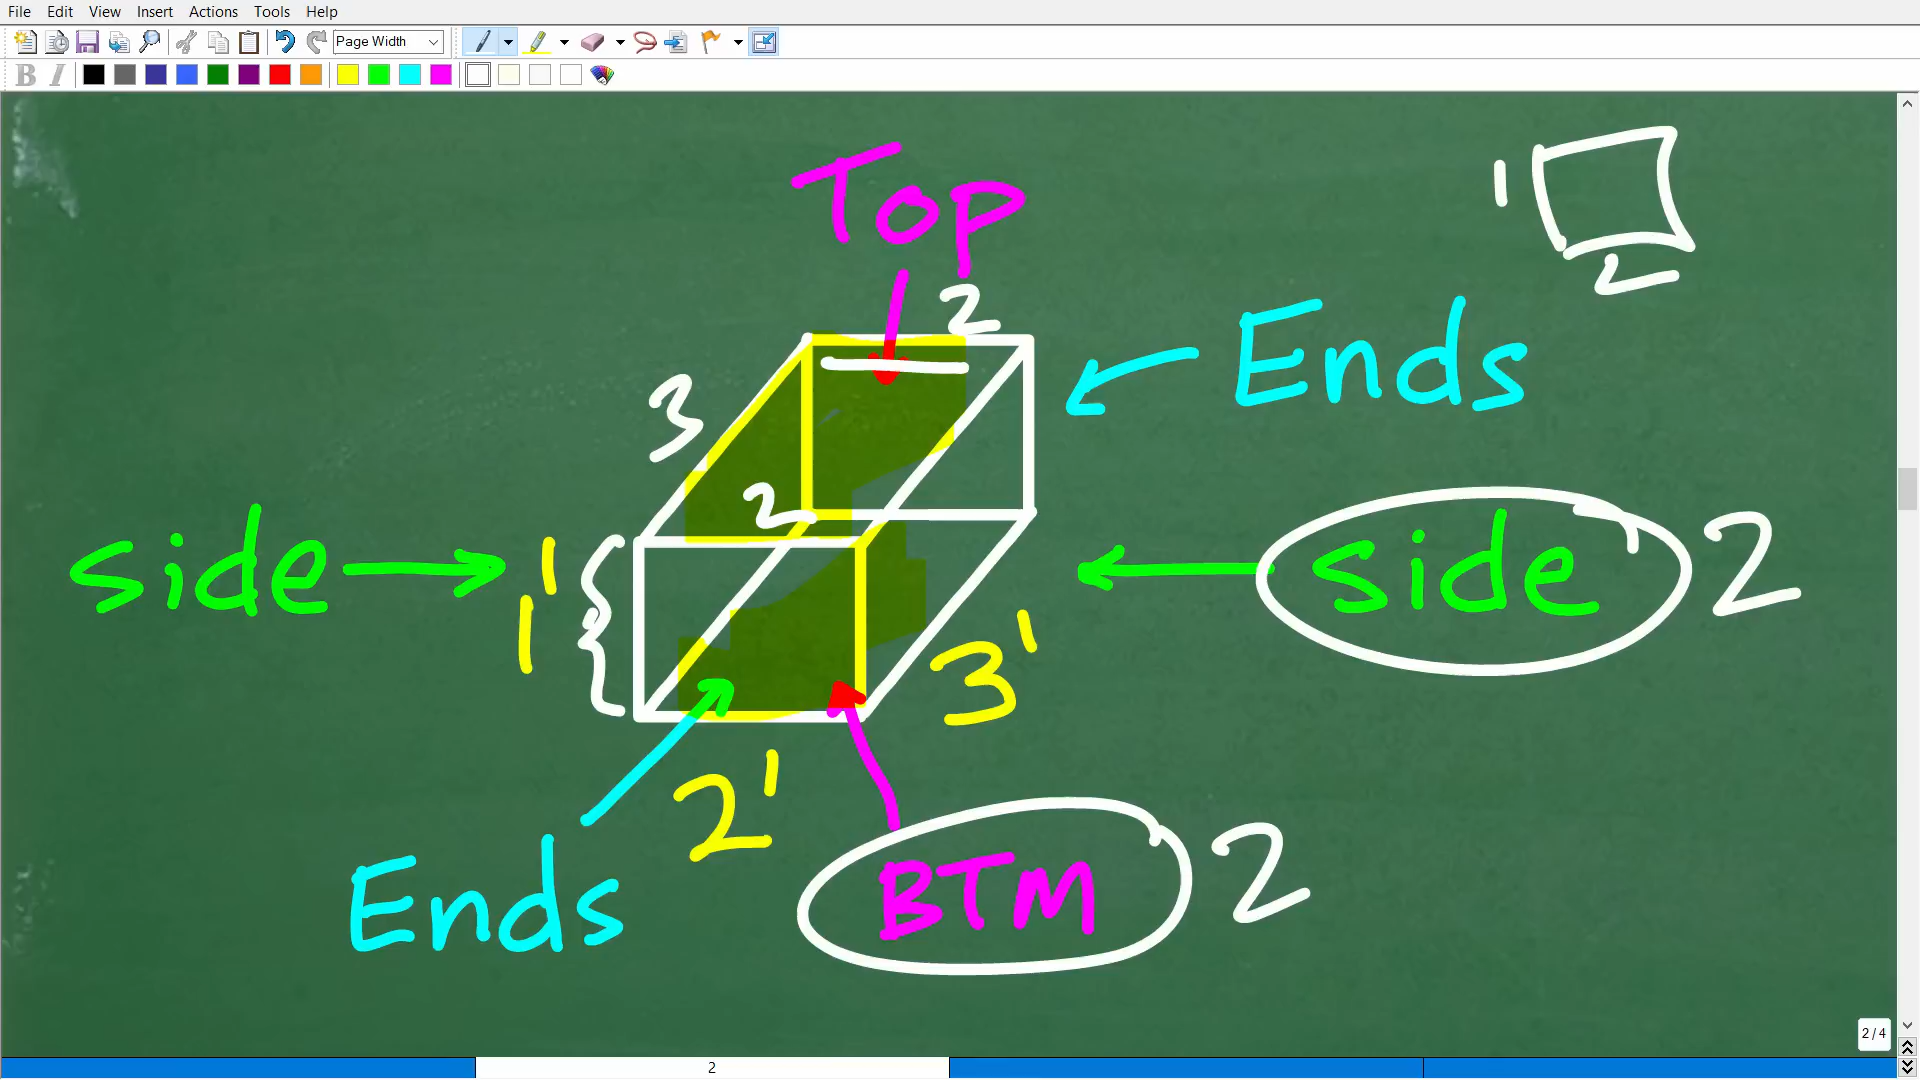 File Edit View Insert Actions Tools Help
Page Width
B I
Top
1
2
2
Ends
3
2
side
1'
1
side
2
3'
2'
Ends
BTM
2
2 / 4
2